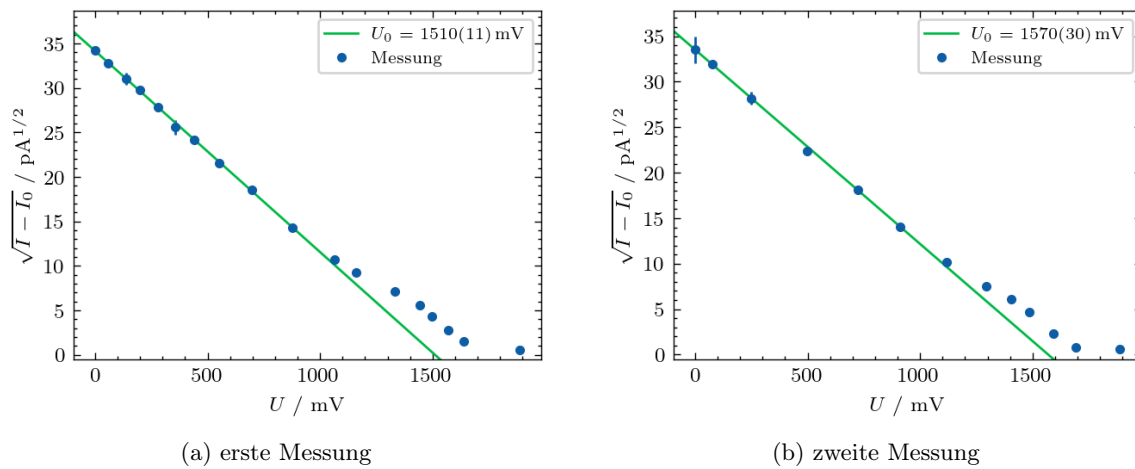 U₀ = 1510(11) mV
Messung
35
30
25
20
15
10
5
0
√(I − I₀) / pA^1/2
0 500 1000 1500
U / mV
(a) erste Messung
U₀ = 1570(30) mV
Messung
35
30
25
20
15
10
5
0
√(I − I₀) / pA^1/2
0 500 1000 1500
U / mV
(b) zweite Messung